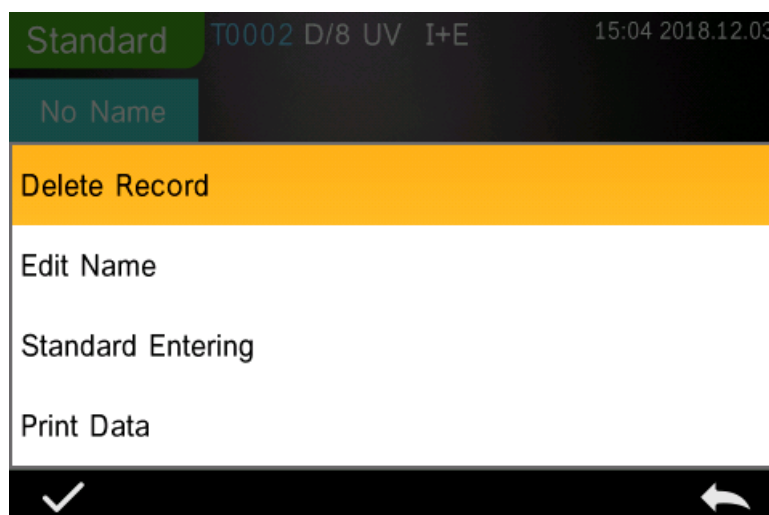 Standard T0002 D/8 UV I+E 15:04 2018.12.03
No Name
Delete Record
Edit Name
Standard Entering
Print Data